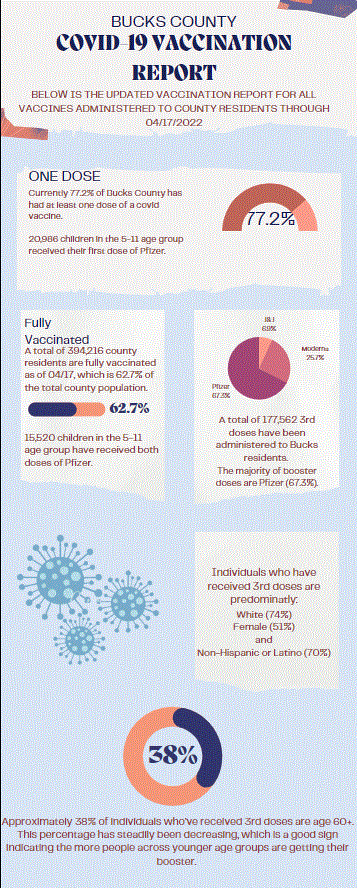 BUCKS COUNTY
COVID-19 VACCINATION
REPORT
BELOW IS THE UPDATED VACCINATION REPORT FOR ALL
VACCINES ADMINISTERED TO COUNTY RESIDENTS THROUGH
04/17/2022
ONE DOSE
Currently 77.2% of Bucks County has
had at least one dose of a covid
vaccine.
20,986 children in the 5-11 age group
received their first dose of Pfizer.
77.2%
Fully
Vaccinated
A total of 394,216 county
residents are fully vaccinated
as of 04/17, which is 62.7% of
the total county population.
62.7%
15,520 children in the 5-11
age group have received both
doses of Pfizer.
J&J
6.9%
Moderna
25.7%
Pfizer
67.3%
A total of 177,562 3rd
doses have been
administered to Bucks
residents.
The majority of booster
doses are Pfizer (67.3%).
Individuals who have
received 3rd doses are
predominatly:
White (74%)
Female (51%)
and
Non-Hispanic or Latino (70%)
38%
Approximately 38% of individuals who've received 3rd doses are age 60+.
This percentage has steadily been decreasing, which is a good sign
indicating the more people across younger age groups are getting their
booster.